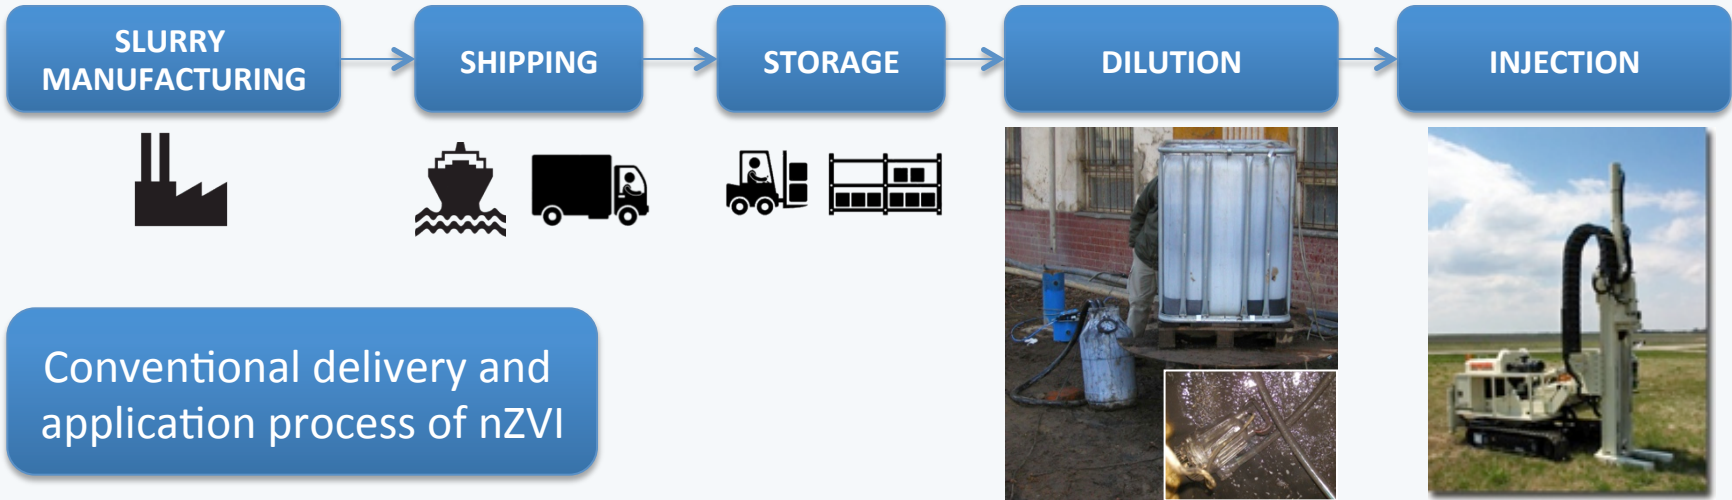 SLURRY
MANUFACTURING
SHIPPING
STORAGE
DILUTION
INJECTION
Conventional delivery and
application process of nZVI